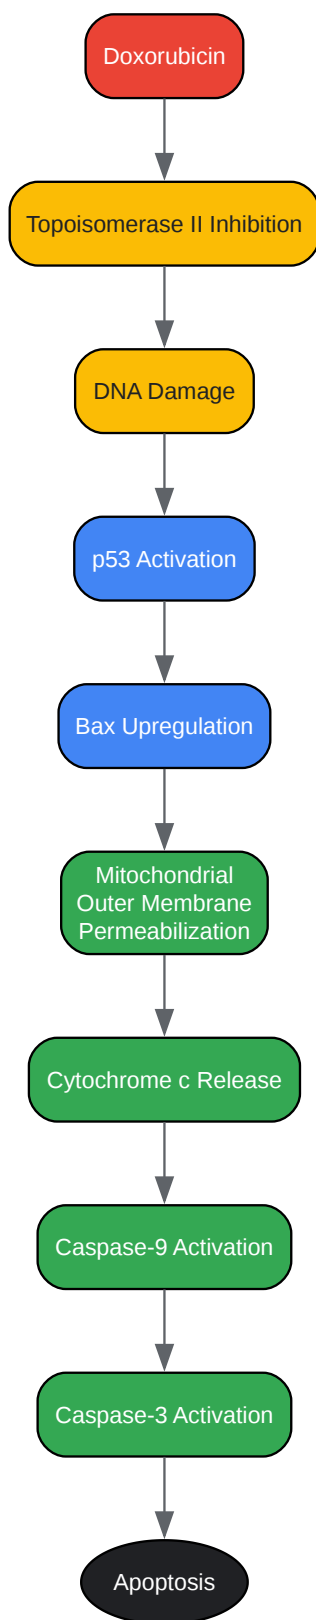 Doxorubicin
Topoisomerase II Inhibition
DNA Damage
p53 Activation
Bax Upregulation
Mitochondrial
Outer Membrane
Permeabilization
Cytochrome c Release
Caspase-9 Activation
Caspase-3 Activation
Apoptosis